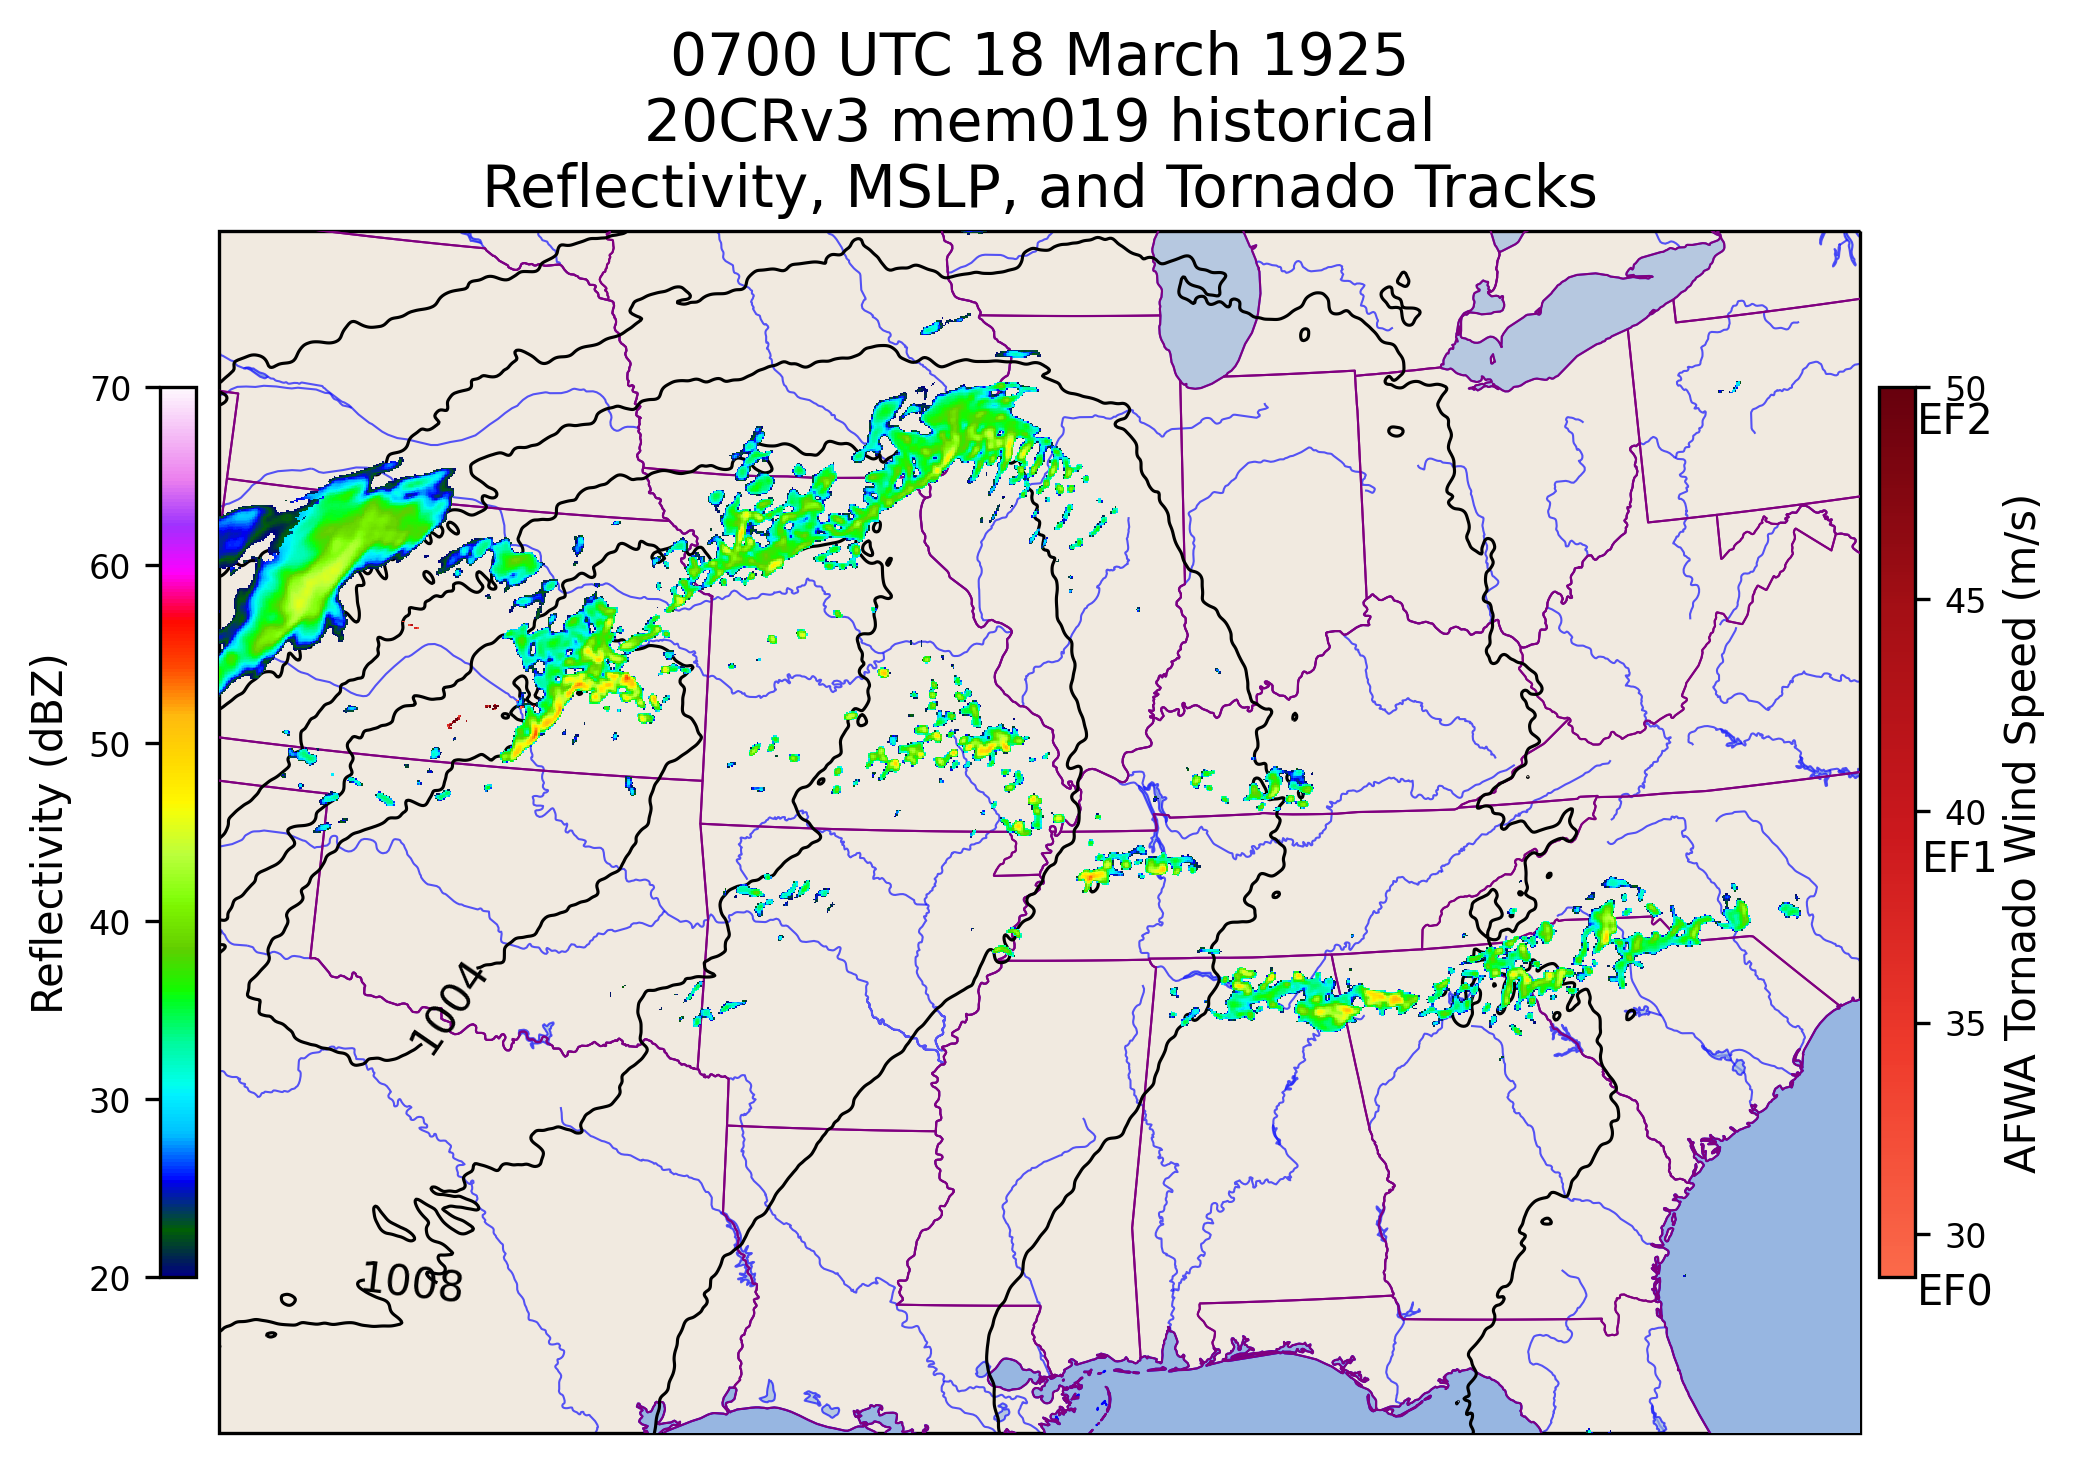 0700 UTC 18 March 1925
20CRv3 mem019 historical
Reflectivity, MSLP, and Tornado Tracks
70
60
50
40
30
20
Reflectivity (dBZ)
1004
1008
50
EF2
45
40
EF1
35
30
EF0
AFWA Tornado Wind Speed (m/s)